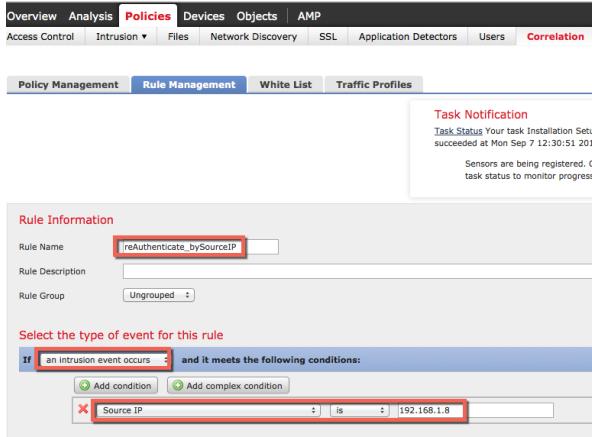 Overview Analysis Policies Devices Objects AMP
Access Control Intrusion ▾ Files Network Discovery SSL Application Detectors Users Correlation
Policy Management Rule Management White List Traffic Profiles
Task Notification
Task Status Your task Installation Setu
succeeded at Mon Sep 7 12:30:51 201
Sensors are being registered. C
task status to monitor progress
Rule Information
Rule Name reAuthenticate_bySourceIP
Rule Description
Rule Group Ungrouped
Select the type of event for this rule
If an intrusion event occurs and it meets the following conditions:
Add condition Add complex condition
Source IP is 192.168.1.8